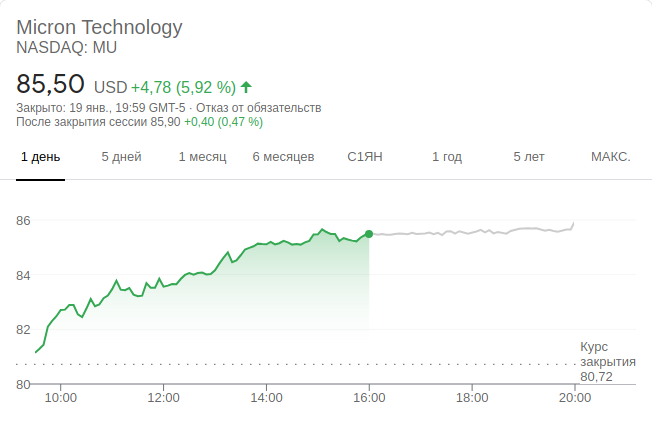 Micron Technology
NASDAQ: MU
85,50 USD +4,78 (5,92 %)
Закрыто: 19 янв., 19:59 GMT-5 · Отказ от обязательств
После закрытия сессии 85,90 +0,40 (0,47 %)
1 день 5 дней 1 месяц 6 месяцев С1ЯН 1 год 5 лет МАКС.
86
84
82
Курс
закрытия
80,72
80
10:00 12:00 14:00 16:00 18:00 20:00